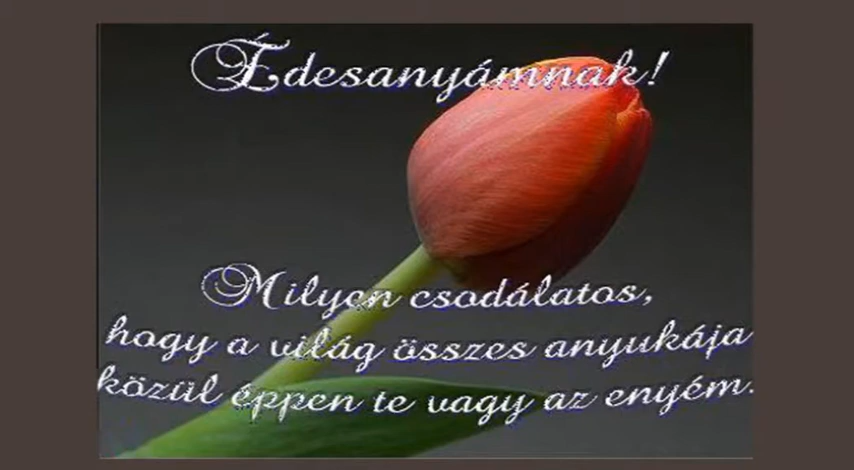 Édesanyámnak!
Milyen csodálatos,
hogy a világ összes anyukája
közül éppen te vagy az enyém.